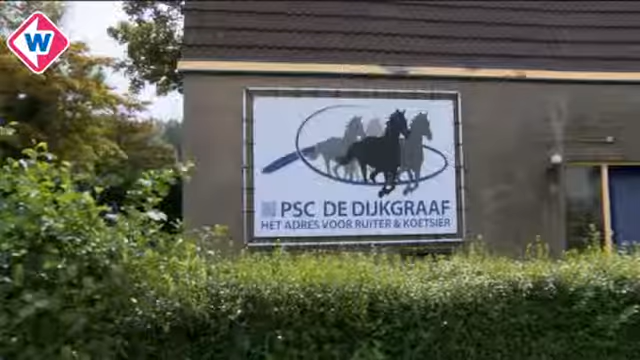 W
PSC DE DIJKGRAAF
HET ADRES VOOR RUITER & KOETSIER